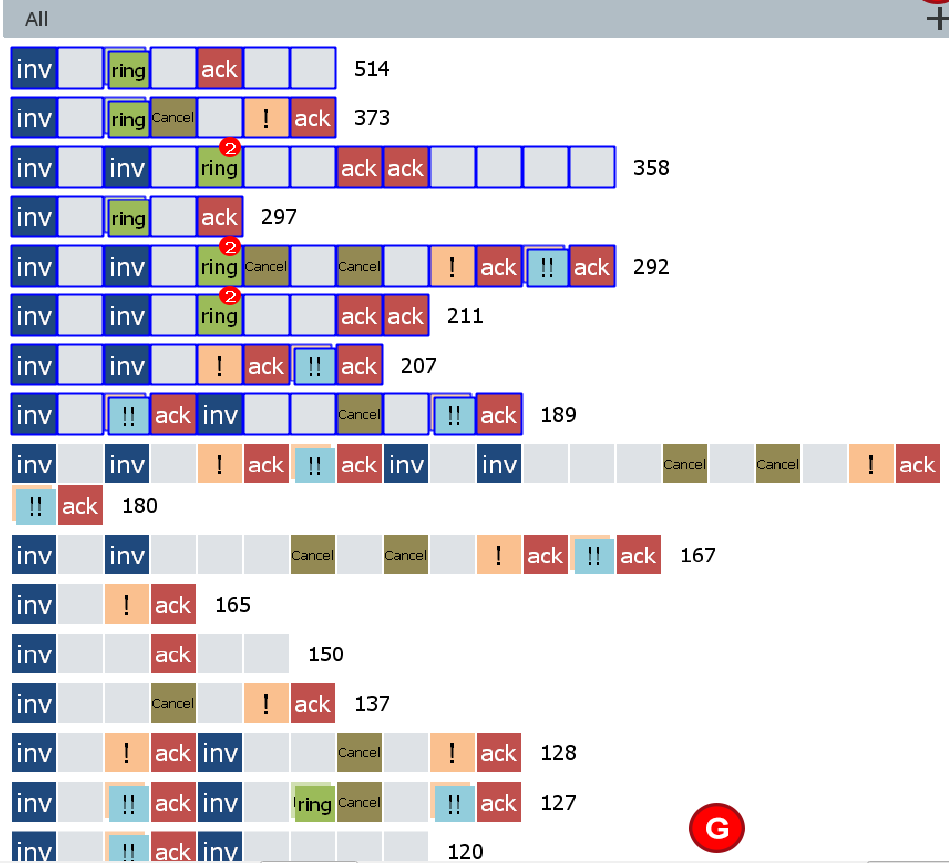 All +
inv ring ack 514
inv ring Cancel ! ack 373
inv inv ring 2 ack ack 358
inv ring ack 297
inv inv ring 2 Cancel Cancel ! ack !! ack 292
inv inv ring 2 ack ack 211
inv inv ! ack !! ack 207
inv !! ack inv Cancel !! ack 189
inv inv ! ack !! ack inv inv Cancel Cancel ! ack
!! ack 180
inv inv Cancel Cancel ! ack !! ack 167
inv ! ack 165
inv ack 150
inv Cancel ! ack 137
inv ! ack inv Cancel ! ack 128
inv !! ack inv ring Cancel !! ack 127
G
inv !! ack inv 120